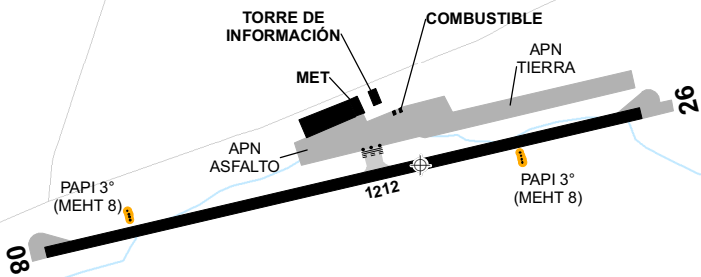 TORRE DE
INFORMACIÓN
COMBUSTIBLE
MET
APN
TIERRA
26
APN
ASFALTO
1212
PAPI 3°
(MEHT 8)
PAPI 3°
(MEHT 8)
08